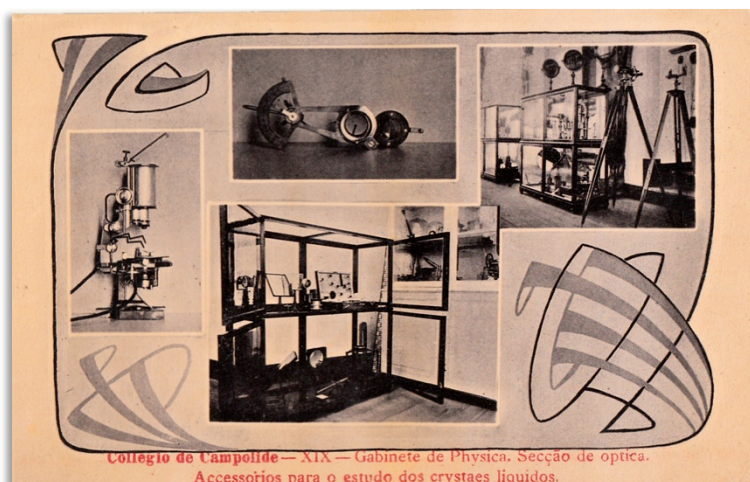 Collegio de Campolide — XIX — Gabinete de Physica. Secção de optica.
Accessorios para o estudo dos crystaes liquidos.